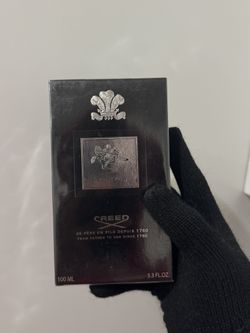 CREED
DE PÈRE EN FILS DEPUIS 1760
FROM FATHER TO SON SINCE 1760
100 ML
3.3 FL.OZ.